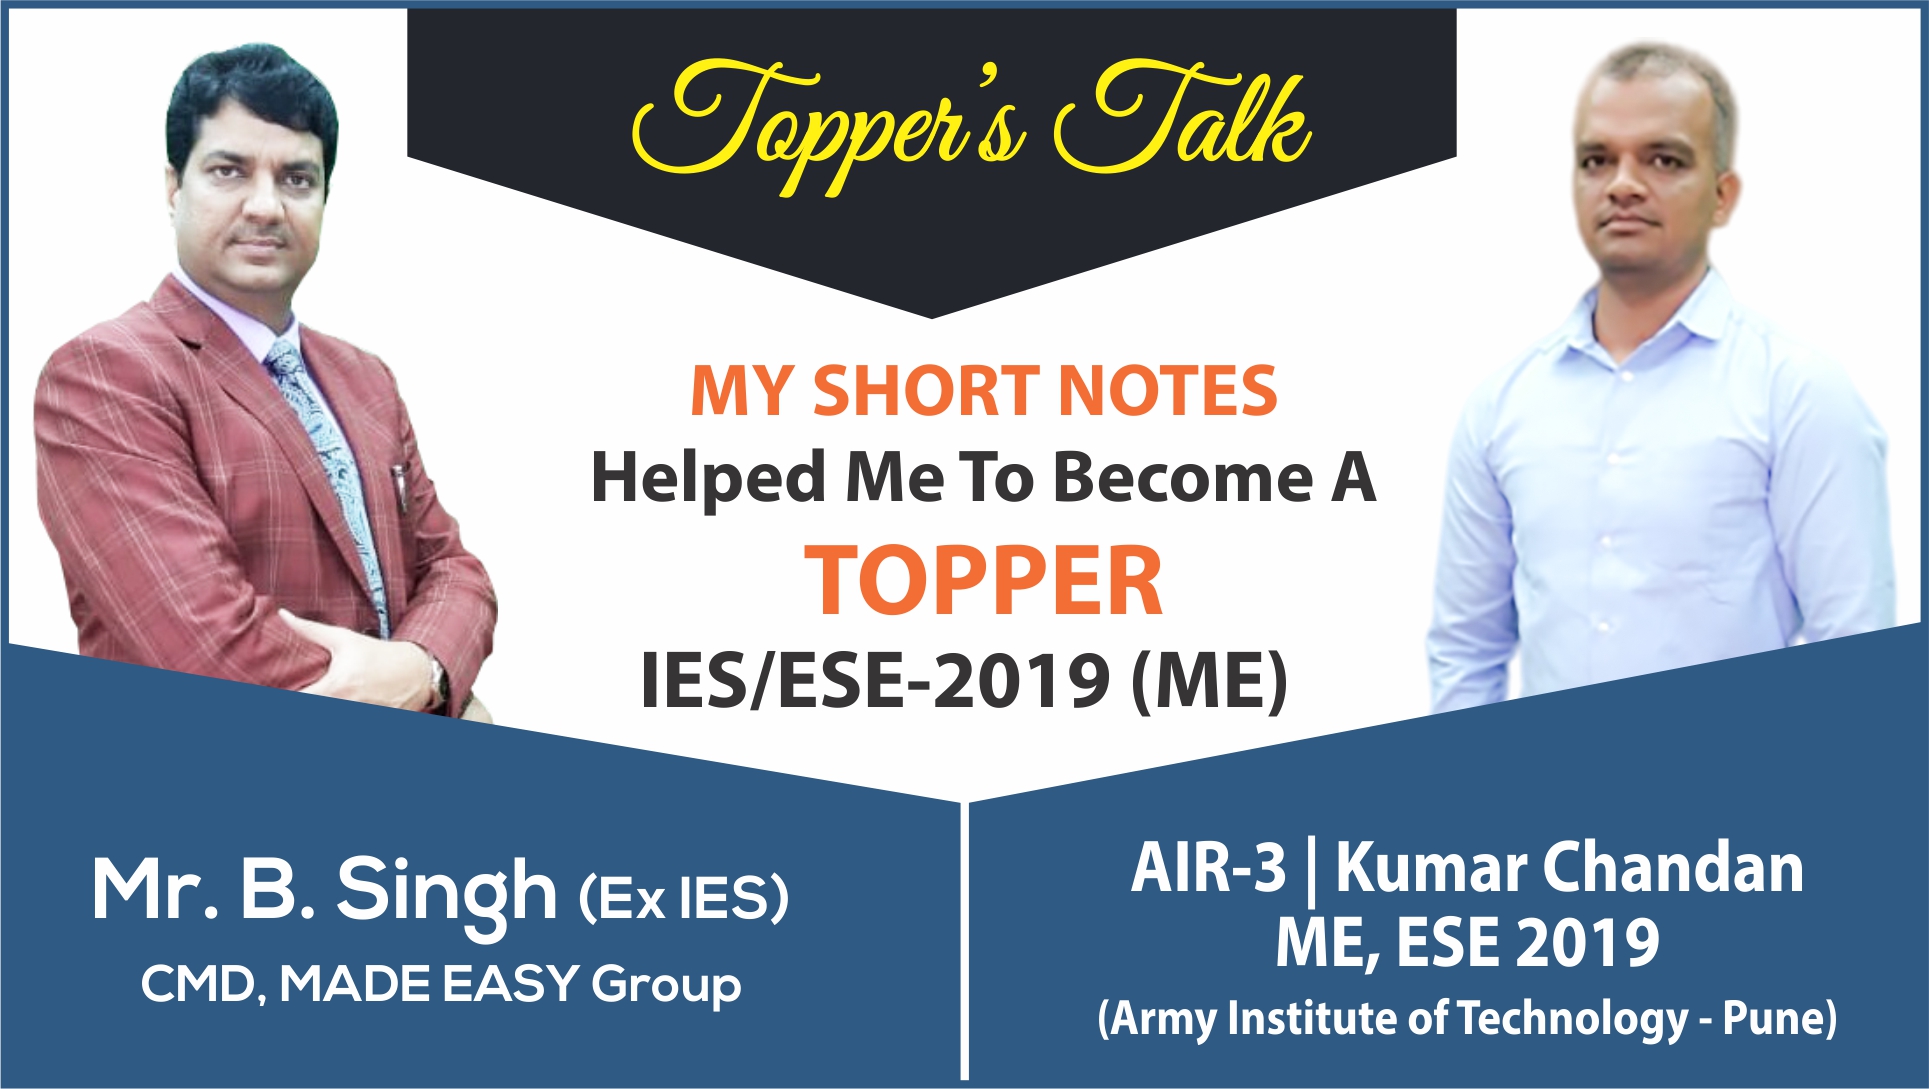 Topper's Talk
MY SHORT NOTES
Helped Me To Become A
TOPPER
IES/ESE-2019 (ME)
Mr. B. Singh (Ex IES)
CMD, MADE EASY Group
AIR-3 | Kumar Chandan
ME, ESE 2019
(Army Institute of Technology - Pune)